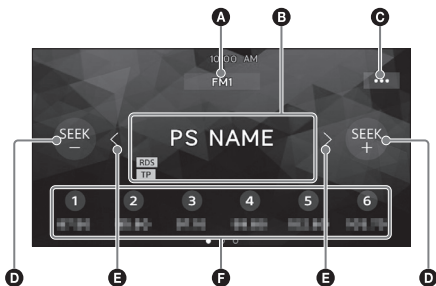 A B C
10:00 AM
FM1
SEEK − PS NAME SEEK +
RDS
TP
1 2 3 4 5 6
D E F E D